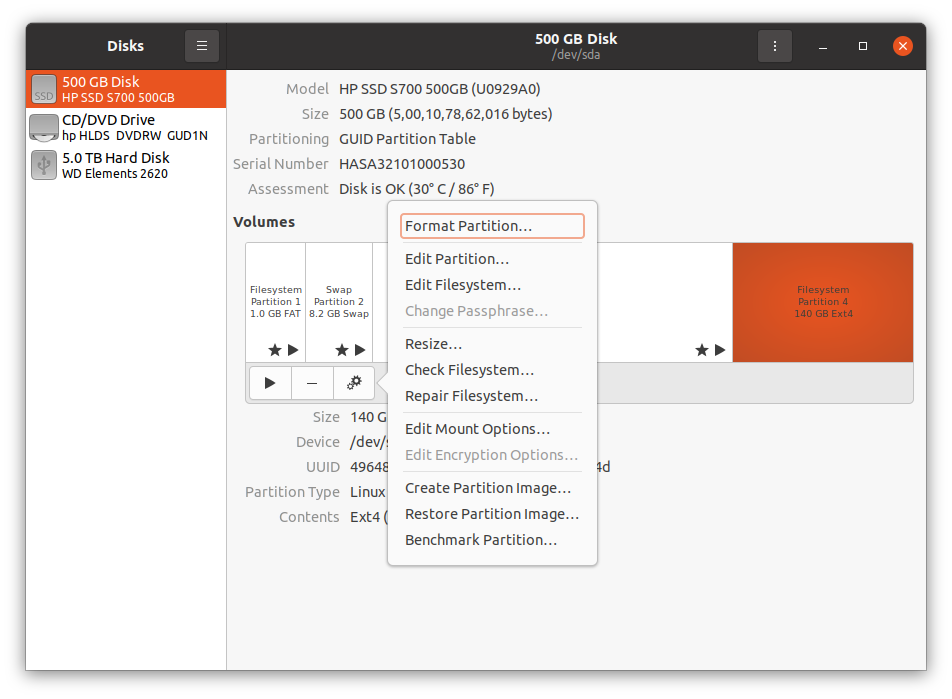 Disks
500 GB Disk
/dev/sda
SSD
500 GB Disk
HP SSD S700 500GB
CD/DVD Drive
hp HLDS DVDRW GUD1N
5.0 TB Hard Disk
WD Elements 2620
Model HP SSD S700 500GB (U0929A0)
Size 500 GB (5,00,10,78,62,016 bytes)
Partitioning GUID Partition Table
Serial Number HASA32101000530
Assessment Disk is OK (30° C / 86° F)
Volumes
Filesystem
Partition 1
1.0 GB FAT
Swap
Partition 2
8.2 GB Swap
Filesystem
Partition 4
140 GB Ext4
Format Partition…
Edit Partition…
Edit Filesystem…
Change Passphrase…
Resize…
Check Filesystem…
Repair Filesystem…
Edit Mount Options…
Edit Encryption Options…
Create Partition Image…
Restore Partition Image…
Benchmark Partition…
Size 140 G
Device /dev/s
UUID 49648 4d
Partition Type Linux
Contents Ext4 (